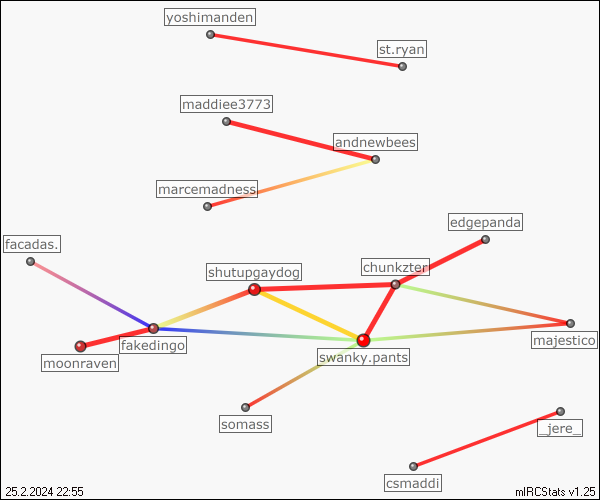 yoshimanden
st.ryan
maddiee3773
andnewbees
marcemadness
edgepanda
facadas.
chunkzter
shutupgaydog
fakedingo
majestico
moonraven
swanky.pants
somass
_jere_
csmaddi
25.2.2024 22:55
mIRCStats v1.25